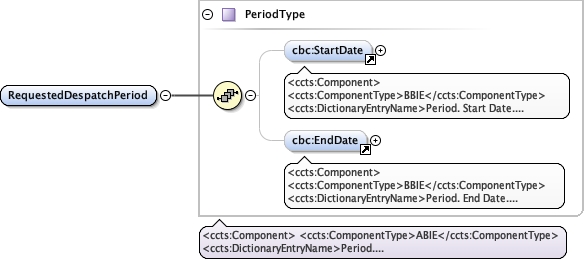 PeriodType
cbc:StartDate
<ccts:Component>
<ccts:ComponentType>BBIE</ccts:ComponentType>
<ccts:DictionaryEntryName>Period. Start Date....
RequestedDespatchPeriod
cbc:EndDate
<ccts:Component>
<ccts:ComponentType>BBIE</ccts:ComponentType>
<ccts:DictionaryEntryName>Period. End Date....
<ccts:Component> <ccts:ComponentType>ABIE</ccts:ComponentType>
<ccts:DictionaryEntryName>Period....